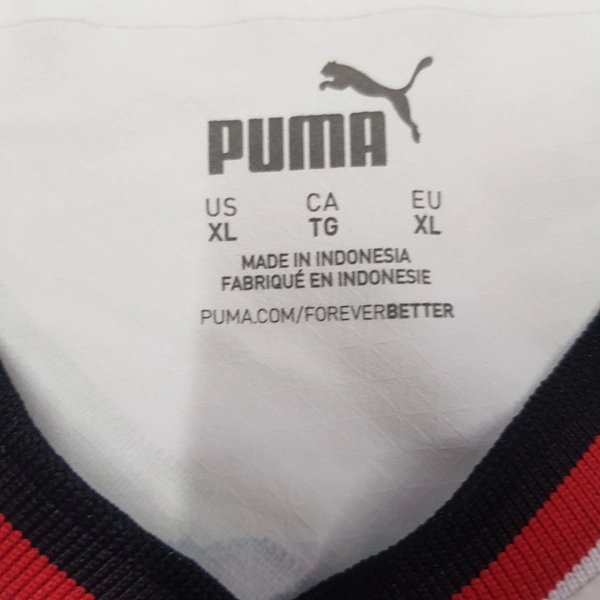 PUMA
US CA EU
XL TG XL
MADE IN INDONESIA
FABRIQUÉ EN INDONESIE
PUMA.COM/FOREVERBETTER